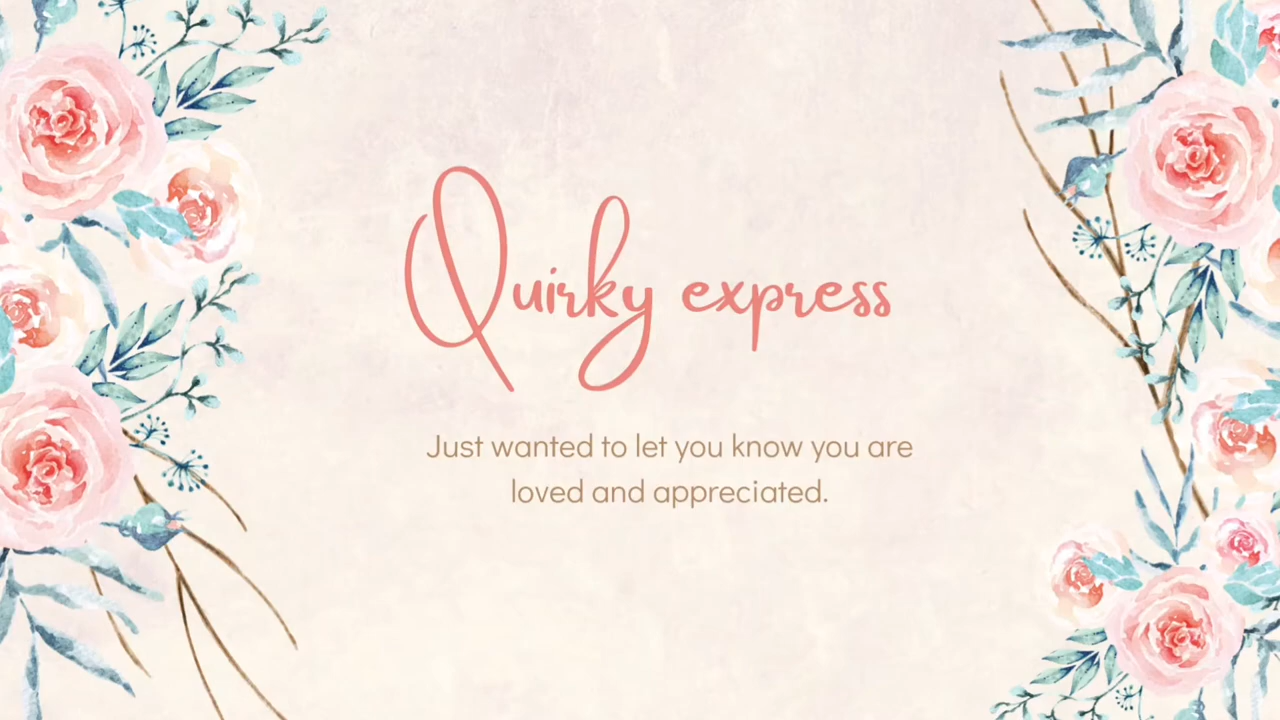 Quirky express
Just wanted to let you know you are
loved and appreciated.